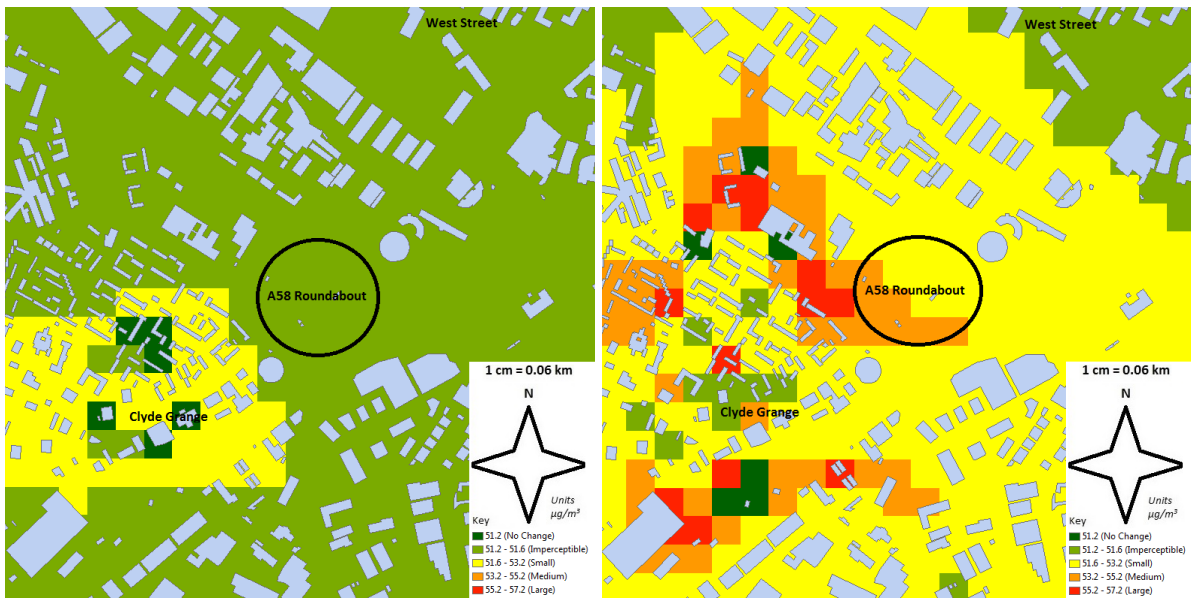 West Street
A58 Roundabout
Clyde Grange
1 cm = 0.06 km
N
Units
µg/m³
Key
51.2 (No Change)
51.2 - 51.6 (Imperceptible)
51.6 - 53.2 (Small)
53.2 - 55.2 (Medium)
55.2 - 57.2 (Large)
West Street
A58 Roundabout
Clyde Grange
1 cm = 0.06 km
N
Units
µg/m³
Key
51.2 (No Change)
51.2 - 51.6 (Imperceptible)
51.6 - 53.2 (Small)
53.2 - 55.2 (Medium)
55.2 - 57.2 (Large)